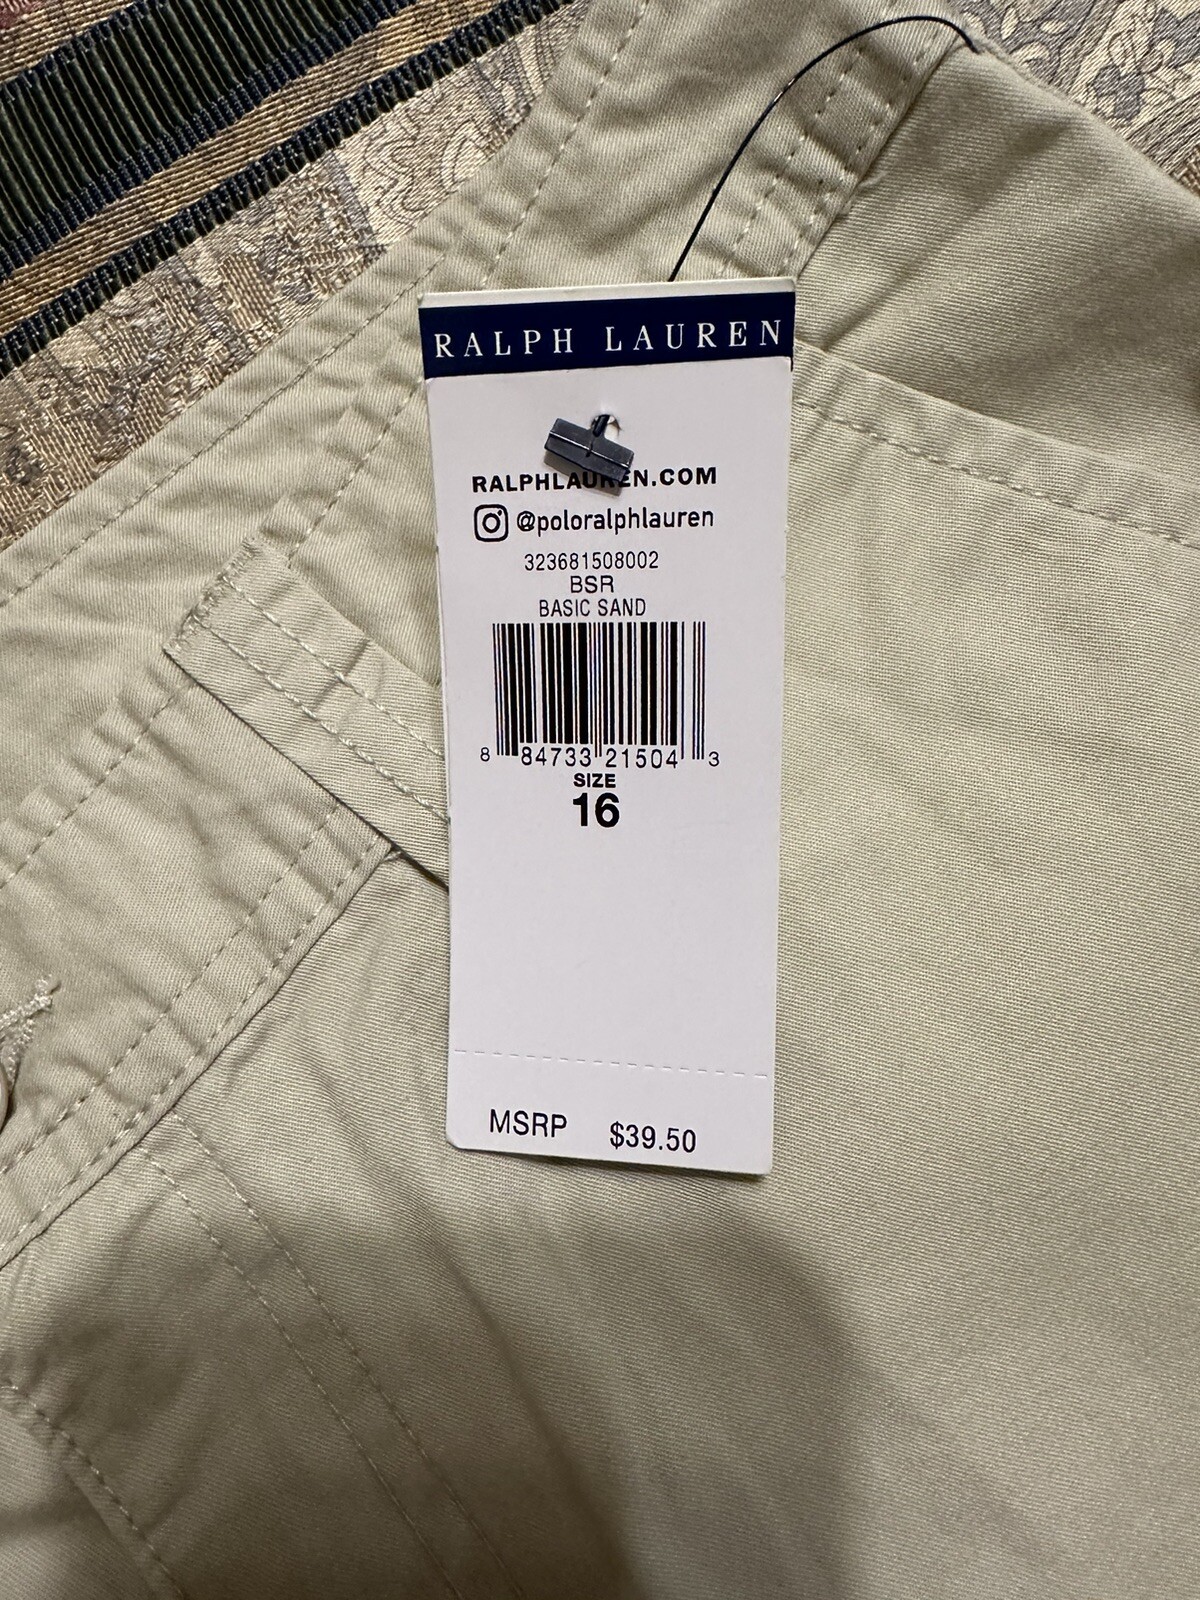 RALPH LAUREN
RALPHLAUREN.COM
@poloralphlauren
323681508002
BSR
BASIC SAND
8 84733 21504 3
SIZE
16
MSRP $39.50